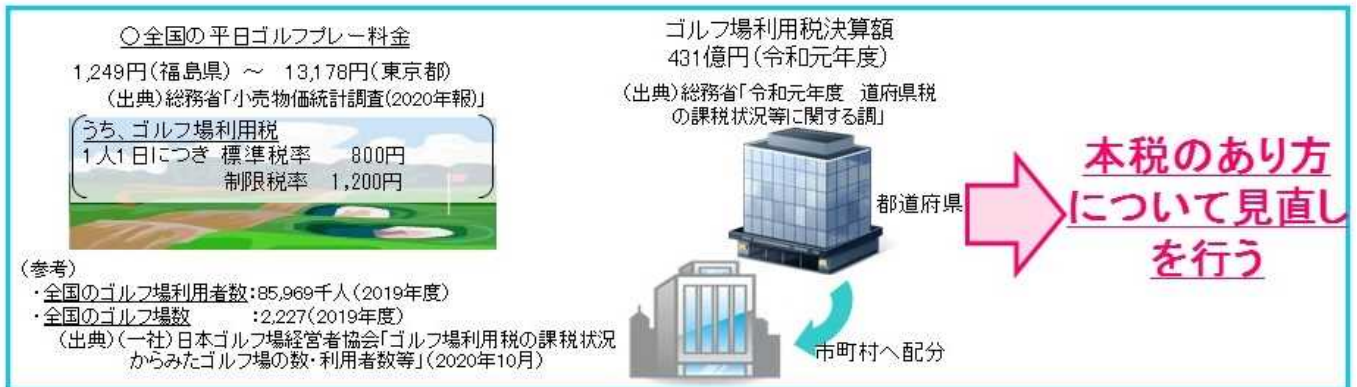 ○全国の平日ゴルフプレー料金
1,249円(福島県) ~ 13,178円(東京都)
(出典)総務省「小売物価統計調査(2020年報)」
うち、ゴルフ場利用税
1人1日につき 標準税率 800円
制限税率 1,200円
(参考)
・全国のゴルフ場利用者数:85,969千人(2019年度)
・全国のゴルフ場数 :2,227(2019年度)
(出典)(一社)日本ゴルフ場経営者協会「ゴルフ場利用税の課税状況
からみたゴルフ場の数・利用者数等」(2020年10月)
ゴルフ場利用税決算額
431億円(令和元年度)
(出典)総務省「令和元年度 道府県税
の課税状況等に関する調」
都道府県
市町村へ配分
本税のあり方
について見直し
を行う